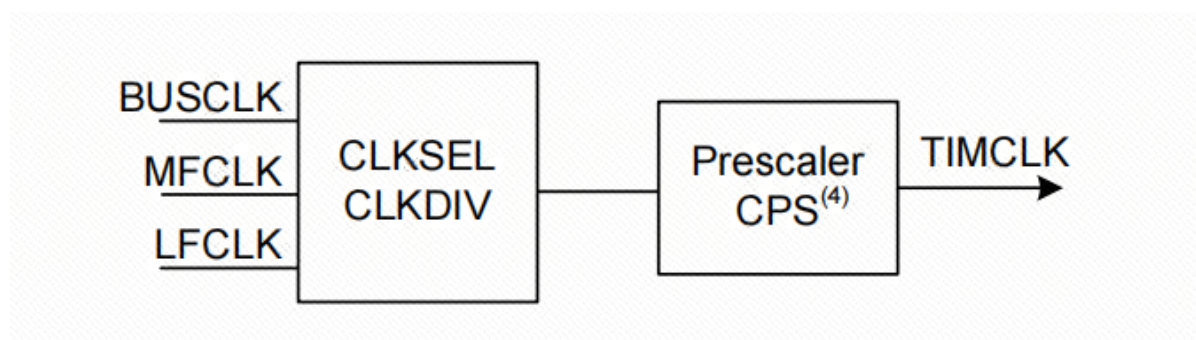 BUSCLK
MFCLK
LFCLK
CLKSEL
CLKDIV
Prescaler
CPS(4)
TIMCLK